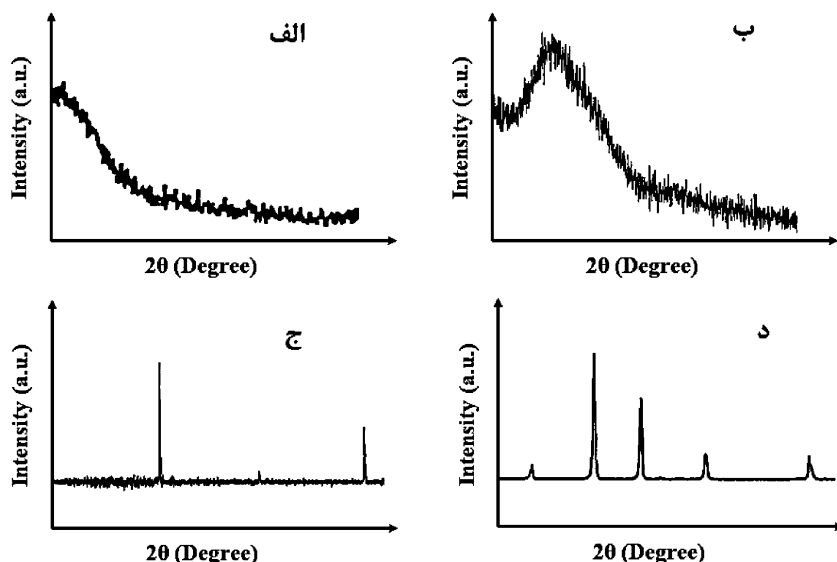 الف
Intensity (a.u.)
2θ (Degree)
ب
Intensity (a.u.)
2θ (Degree)
ج
Intensity (a.u.)
2θ (Degree)
د
Intensity (a.u.)
2θ (Degree)